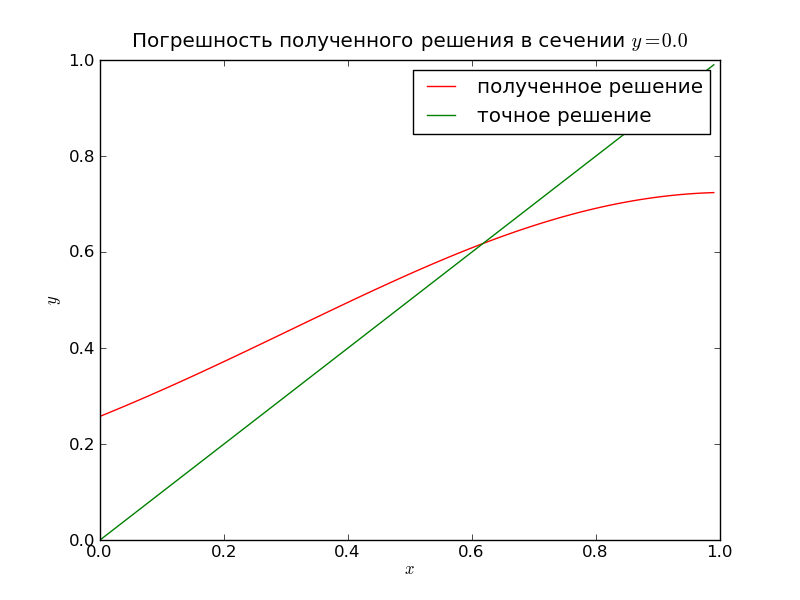 Погрешность полученного решения в сечении y=0.0
полученное решение
точное решение
1.0
0.8
0.6
0.4
0.2
0.0
y
0.0 0.2 0.4 0.6 0.8 1.0
x